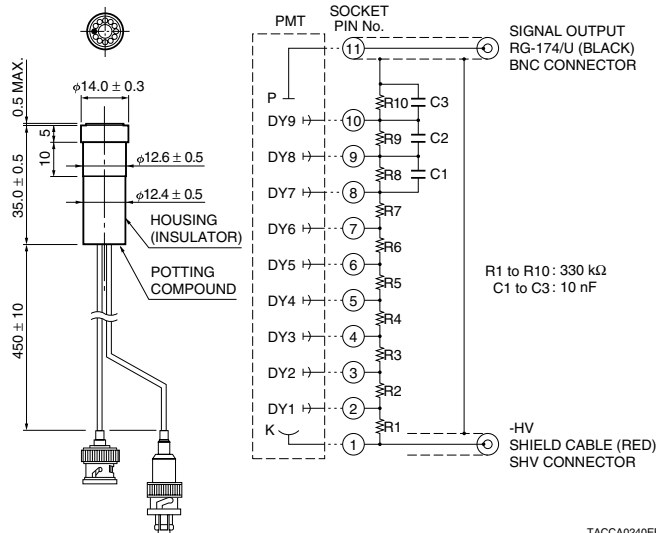 0.5 MAX.
φ14.0 ± 0.3
5
10
φ12.6 ± 0.5
35.0 ± 0.5
φ12.4 ± 0.5
HOUSING
(INSULATOR)
POTTING
COMPOUND
450 ± 10
PMT
SOCKET
PIN No.
11
SIGNAL OUTPUT
RG-174/U (BLACK)
BNC CONNECTOR
P
R10
C3
DY9
10
R9
C2
DY8
9
R8
C1
DY7
8
R7
DY6
7
R6
DY5
6
R5
DY4
5
R4
DY3
4
R3
DY2
3
R2
DY1
2
R1
K
1
R1 to R10 : 330 kΩ
C1 to C3 : 10 nF
-HV
SHIELD CABLE (RED)
SHV CONNECTOR